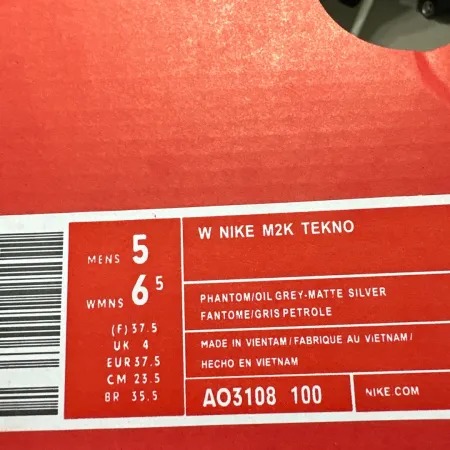 MENS 5
WMNS 6 5
(F) 37.5
UK 4
EUR 37.5
CM 23.5
BR 35.5
W NIKE M2K TEKNO
PHANTOM/OIL GREY-MATTE SILVER
FANTOME/GRIS PETROLE
MADE IN VIENTAM/FABRIQUE AU VIETNAM/
HECHO EN VIETNAM
AO3108 100
NIKE.COM